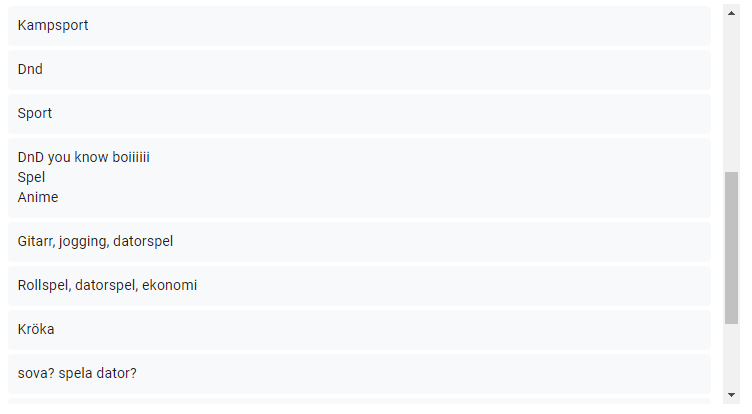 Kampsport
Dnd
Sport
DnD you know boiiiiii
Spel
Anime
Gitarr, jogging, datorspel
Rollspel, datorspel, ekonomi
Kröka
sova? spela dator?